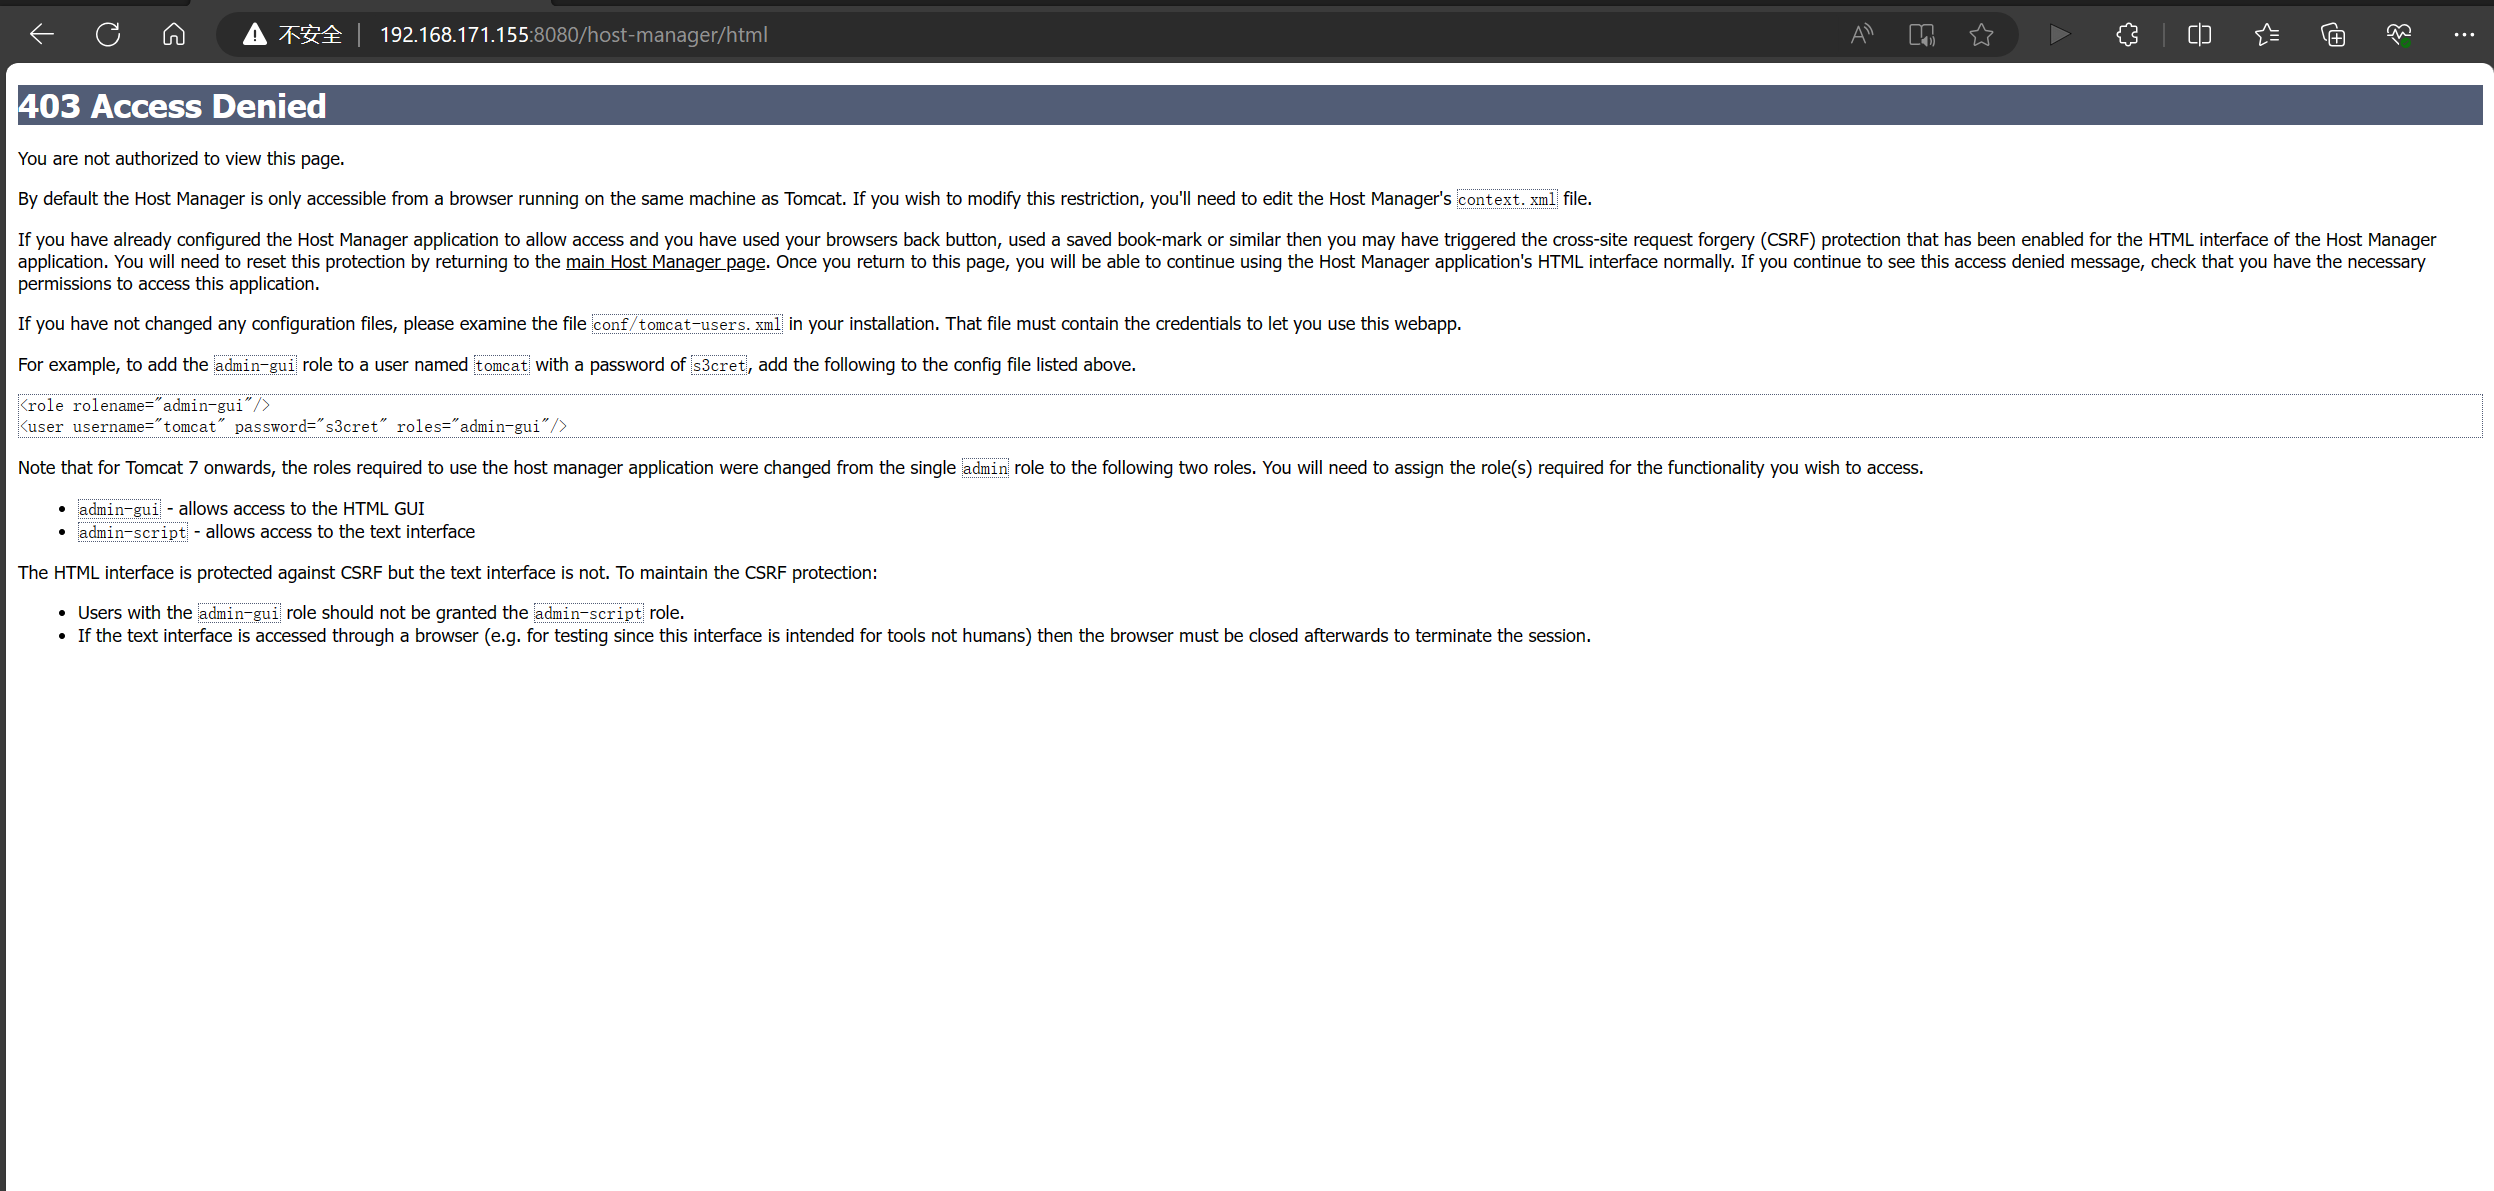 不安全 192.168.171.155:8080/host-manager/html
403 Access Denied
You are not authorized to view this page.
By default the Host Manager is only accessible from a browser running on the same machine as Tomcat. If you wish to modify this restriction, you'll need to edit the Host Manager's context.xml file.
If you have already configured the Host Manager application to allow access and you have used your browsers back button, used a saved book-mark or similar then you may have triggered the cross-site request forgery (CSRF) protection that has been enabled for the HTML interface of the Host Manager
application. You will need to reset this protection by returning to the main Host Manager page. Once you return to this page, you will be able to continue using the Host Manager application's HTML interface normally. If you continue to see this access denied message, check that you have the necessary
permissions to access this application.
If you have not changed any configuration files, please examine the file conf/tomcat-users.xml in your installation. That file must contain the credentials to let you use this webapp.
For example, to add the admin-gui role to a user named tomcat with a password of s3cret, add the following to the config file listed above.
<role rolename="admin-gui"/>
<user username="tomcat" password="s3cret" roles="admin-gui"/>
Note that for Tomcat 7 onwards, the roles required to use the host manager application were changed from the single admin role to the following two roles. You will need to assign the role(s) required for the functionality you wish to access.
• admin-gui - allows access to the HTML GUI
• admin-script - allows access to the text interface
The HTML interface is protected against CSRF but the text interface is not. To maintain the CSRF protection:
• Users with the admin-gui role should not be granted the admin-script role.
• If the text interface is accessed through a browser (e.g. for testing since this interface is intended for tools not humans) then the browser must be closed afterwards to terminate the session.